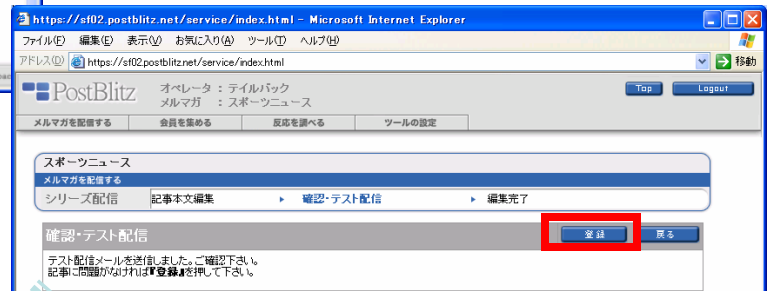 https://sf02.postblitz.net/service/index.html - Microsoft Internet Explorer
ファイル(F) 編集(E) 表示(V) お気に入り(A) ツール(T) ヘルプ(H)
アドレス(D) https://sf02.postblitz.net/service/index.html 移動
PostBlitz オペレータ : テイルバック Top Logout
メルマガ : スポーツニュース
メルマガを配信する 会員を集める 反応を調べる ツールの設定
スポーツニュース
メルマガを配信する
シリーズ配信 記事本文編集 確認・テスト配信 編集完了
確認・テスト配信 登録 戻る
テスト配信メールを送信しました。ご確認下さい。
記事に問題がなければ『登録』を押して下さい。